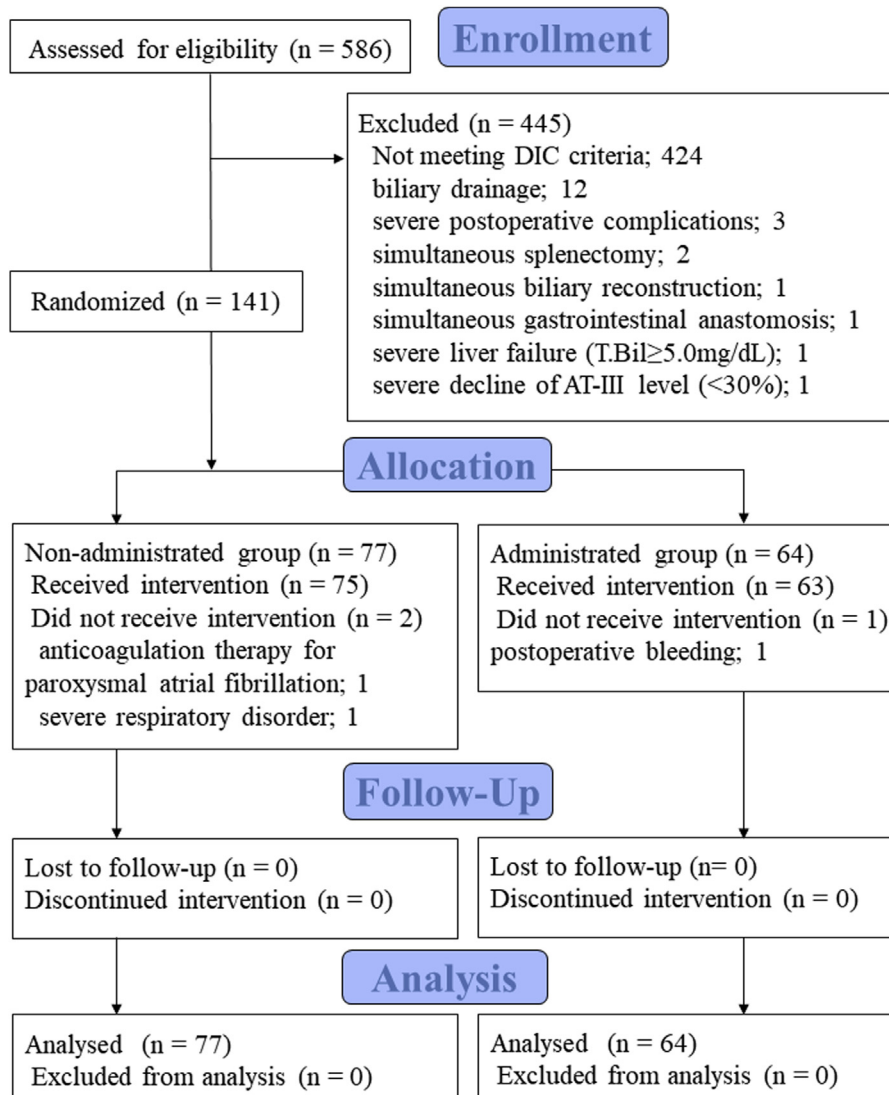 Enrollment
Assessed for eligibility (n = 586)
Excluded (n = 445)
Not meeting DIC criteria; 424
biliary drainage; 12
severe postoperative complications; 3
simultaneous splenectomy; 2
simultaneous biliary reconstruction; 1
simultaneous gastrointestinal anastomosis; 1
severe liver failure (T.Bil≥5.0mg/dL); 1
severe decline of AT-III level (<30%); 1
Randomized (n = 141)
Allocation
Non-administrated group (n = 77)
Received intervention (n = 75)
Did not receive intervention (n = 2)
anticoagulation therapy for
paroxysmal atrial fibrillation; 1
severe respiratory disorder; 1
Administrated group (n = 64)
Received intervention (n = 63)
Did not receive intervention (n = 1)
postoperative bleeding; 1
Follow-Up
Lost to follow-up (n = 0)
Discontinued intervention (n = 0)
Lost to follow-up (n= 0)
Discontinued intervention (n = 0)
Analysis
Analysed (n = 77)
Excluded from analysis (n = 0)
Analysed (n = 64)
Excluded from analysis (n = 0)